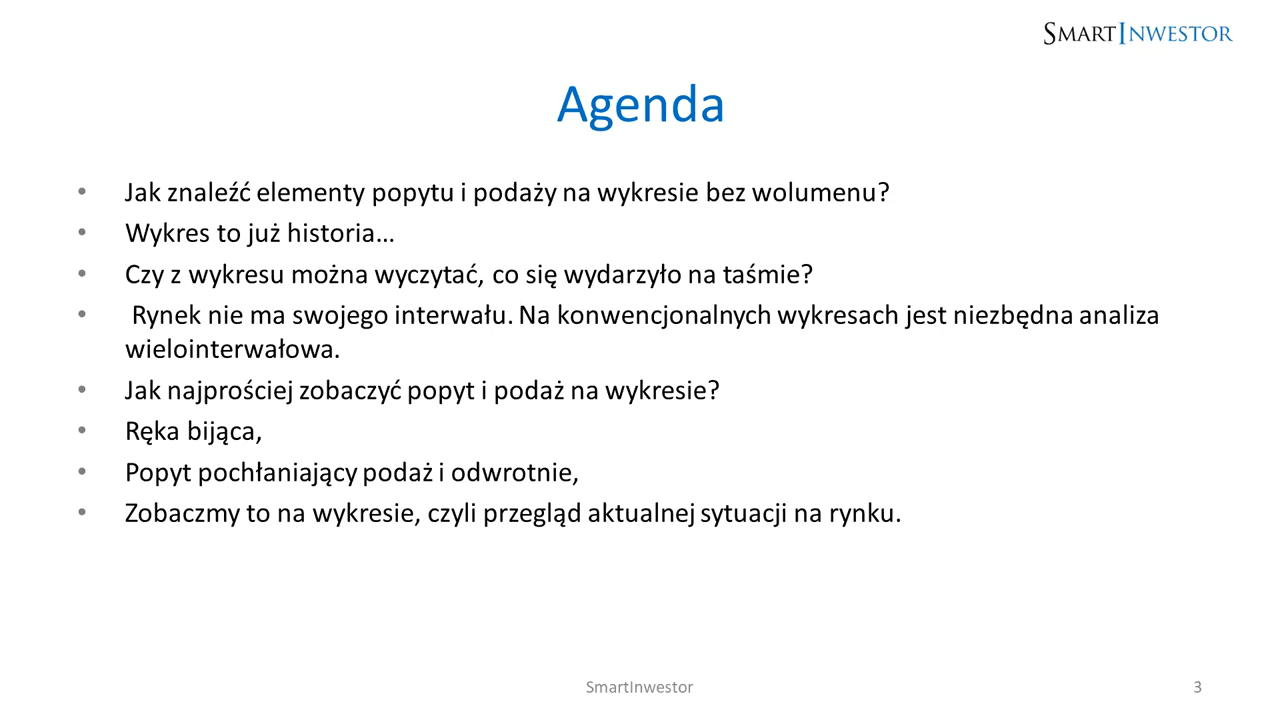 SMARTINWESTOR
Agenda
• Jak znaleźć elementy popytu i podaży na wykresie bez wolumenu?
• Wykres to już historia…
• Czy z wykresu można wyczytać, co się wydarzyło na taśmie?
• Rynek nie ma swojego interwału. Na konwencjonalnych wykresach jest niezbędna analiza
wielointerwałowa.
• Jak najprościej zobaczyć popyt i podaż na wykresie?
• Ręka bijąca,
• Popyt pochłaniający podaż i odwrotnie,
• Zobaczmy to na wykresie, czyli przegląd aktualnej sytuacji na rynku.
SmartInwestor
3